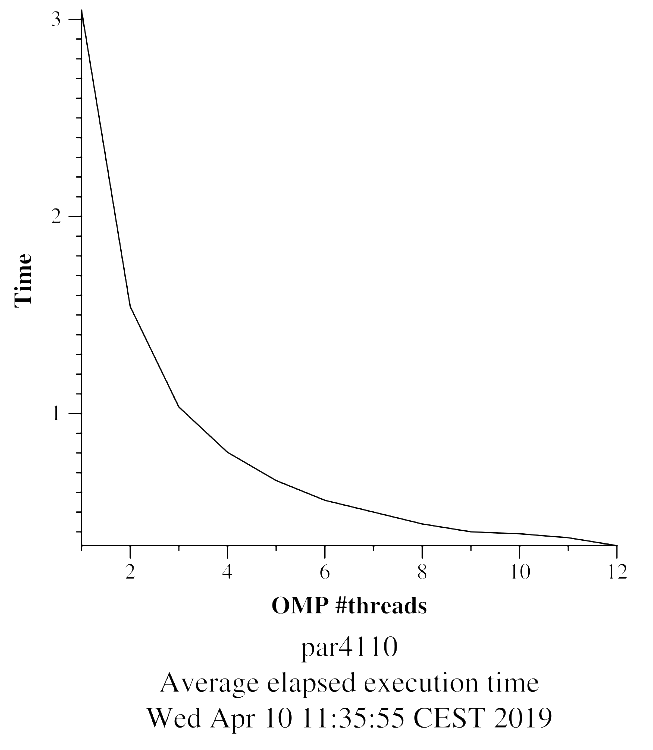 3
2
1
Time
2 4 6 8 10 12
OMP #threads
par4110
Average elapsed execution time
Wed Apr 10 11:35:55 CEST 2019